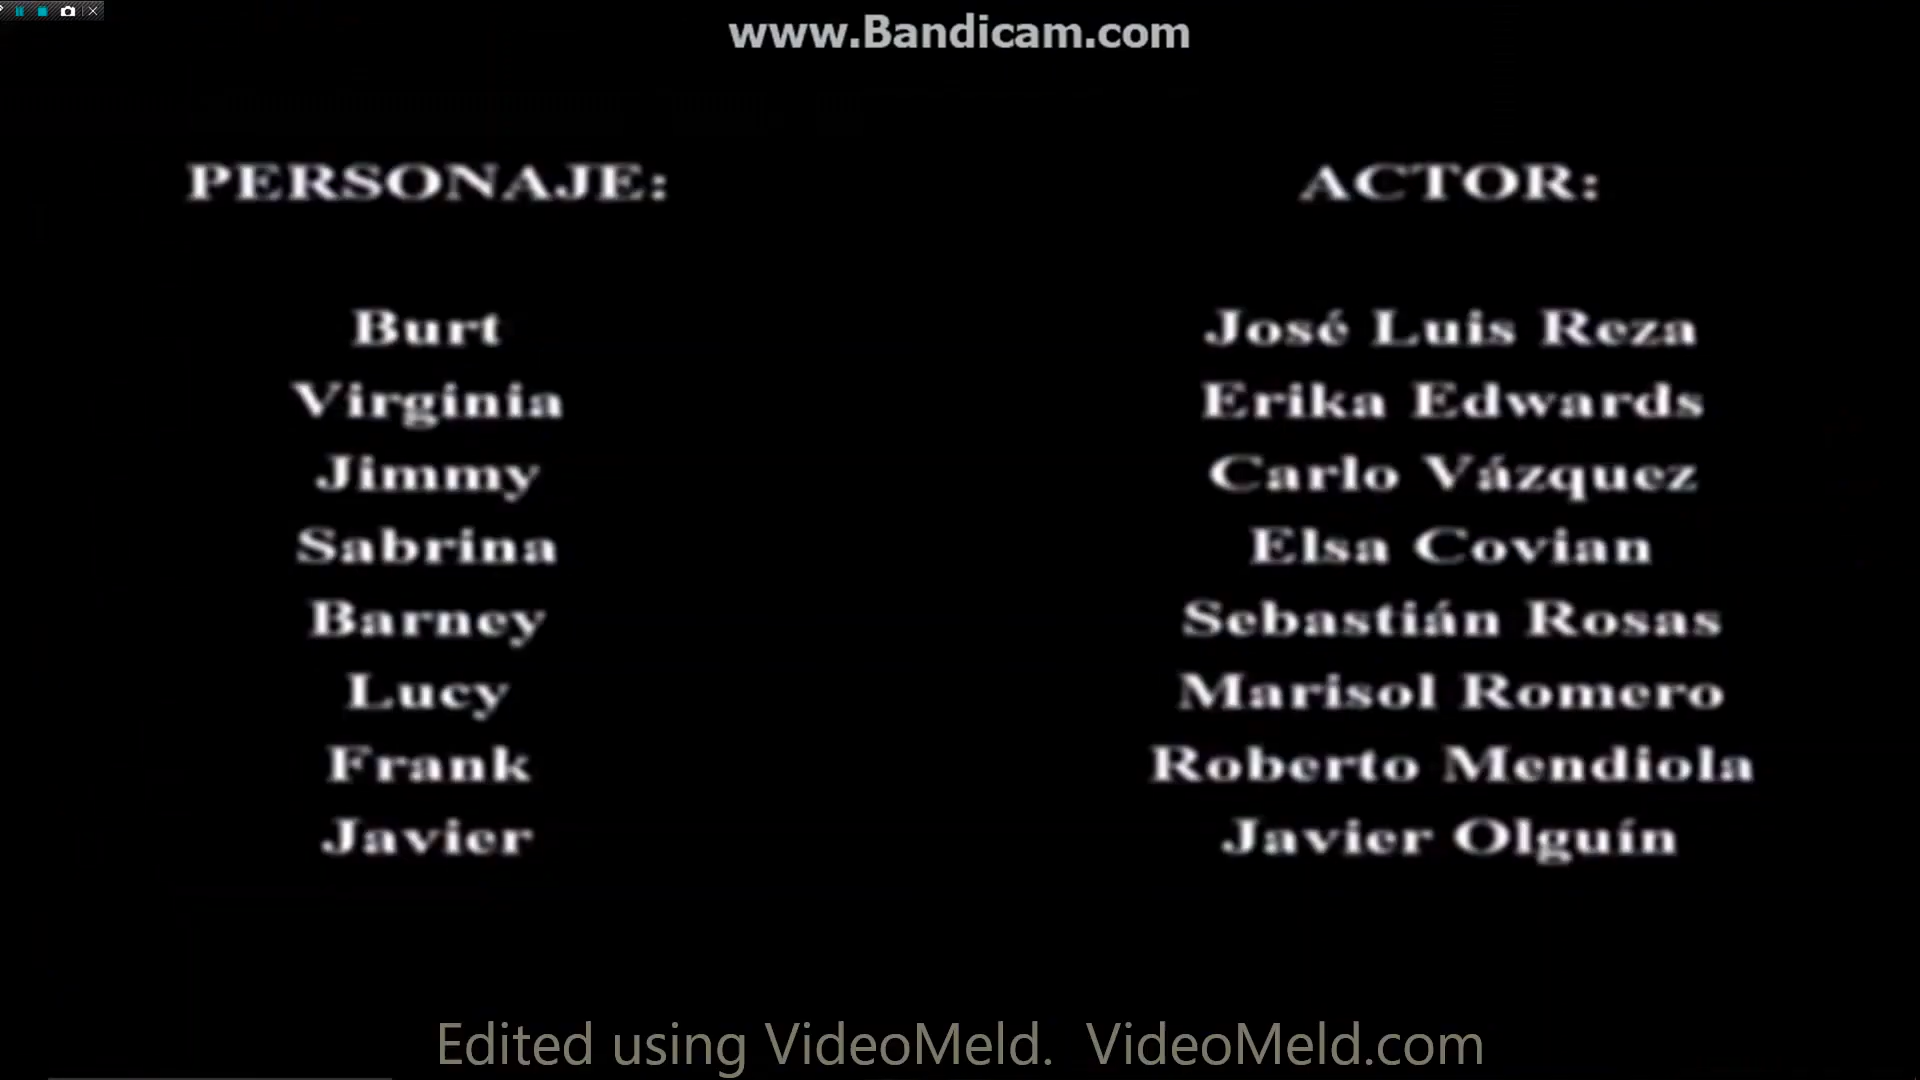 www.Bandicam.com
PERSONAJE: ACTOR:
Burt José Luis Reza
Virginia Erika Edwards
Jimmy Carlo Vázquez
Sabrina Elsa Covian
Barney Sebastián Rosas
Lucy Marisol Romero
Frank Roberto Mendiola
Javier Javier Olguín
Edited using VideoMeld. VideoMeld.com